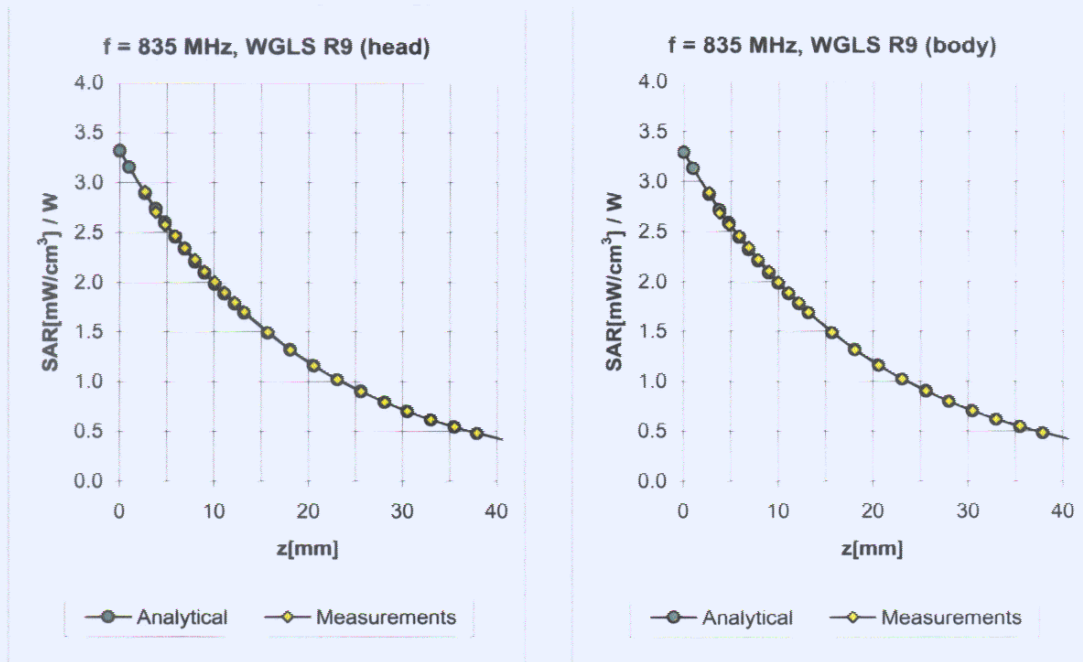 f = 835 MHz, WGLS R9 (head)
4.0
3.5
3.0
2.5
2.0
1.5
1.0
0.5
0.0
SAR[mW/cm³] / W
0 10 20 30 40
z[mm]
Analytical Measurements
f = 835 MHz, WGLS R9 (body)
4.0
3.5
3.0
2.5
2.0
1.5
1.0
0.5
0.0
SAR[mW/cm³] / W
0 10 20 30 40
z[mm]
Analytical Measurements